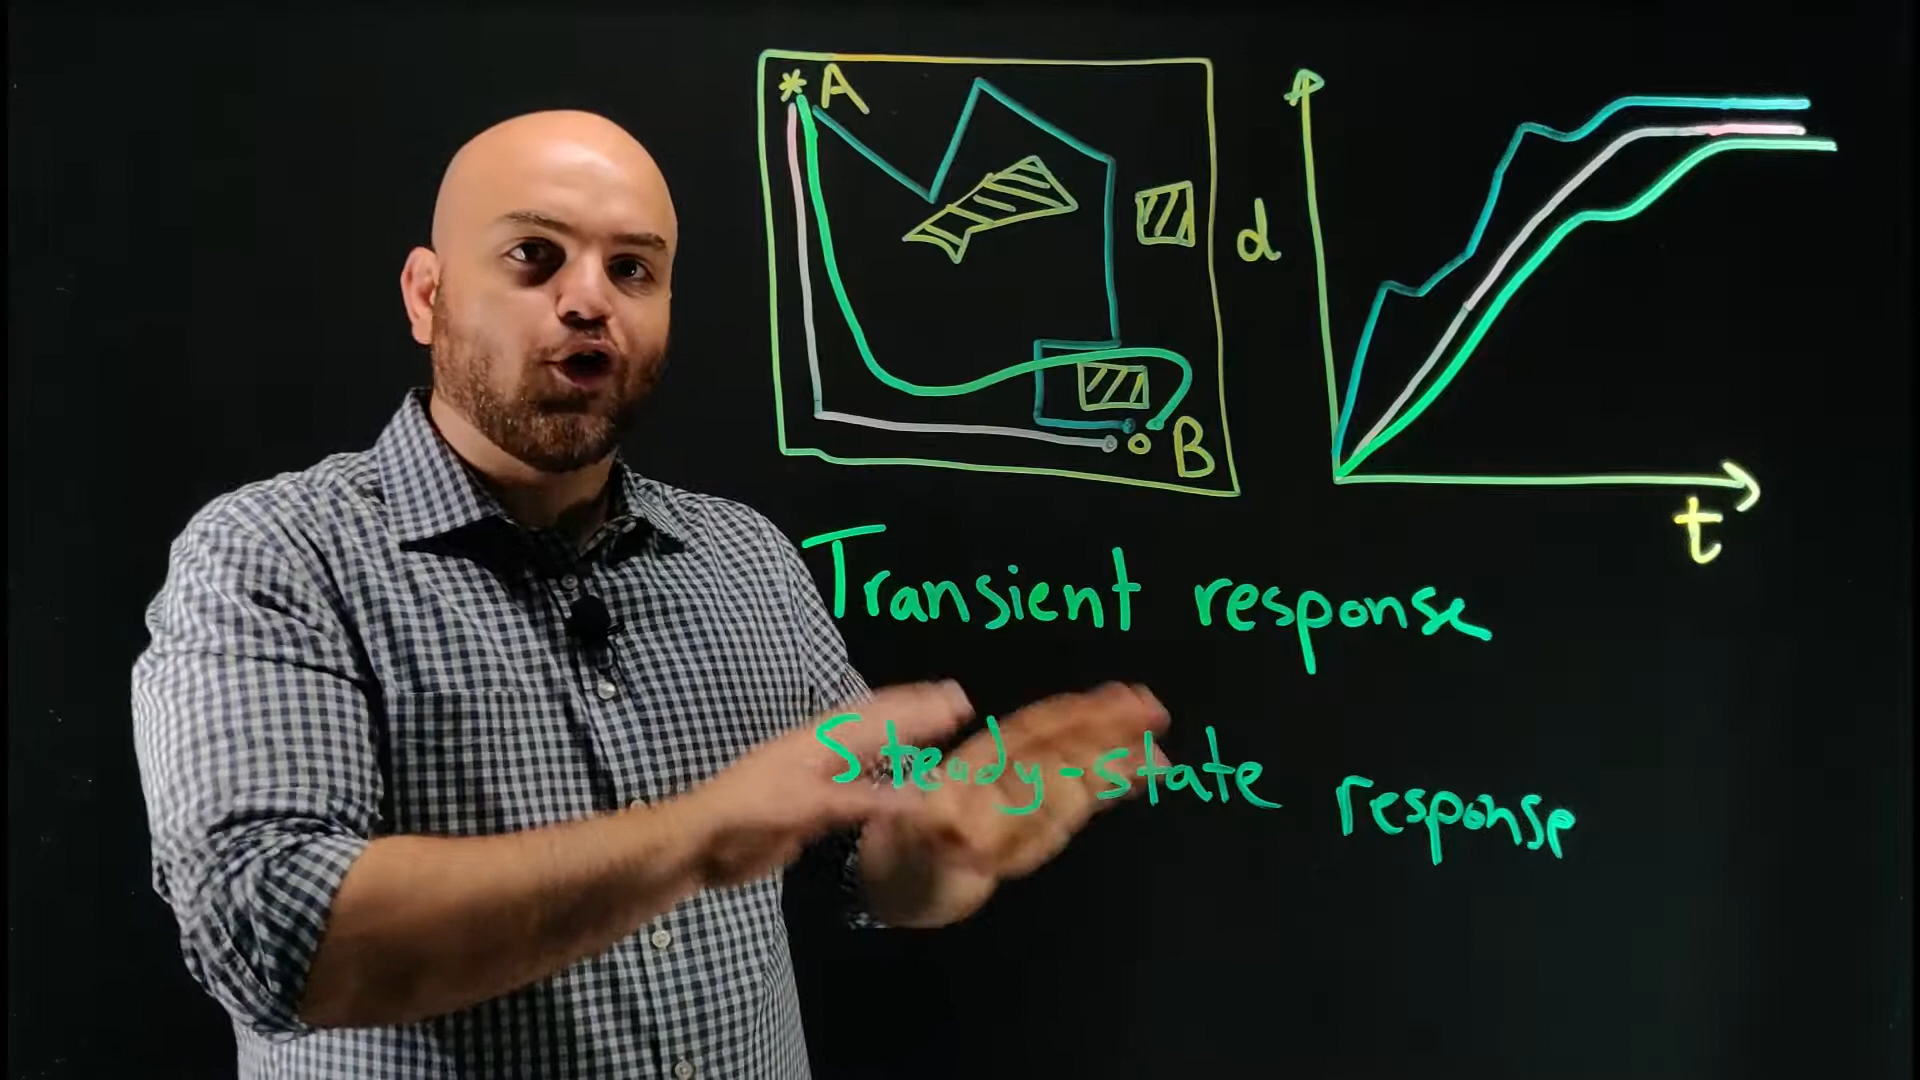 * A
B
d
t
Transient response
Steady-state response